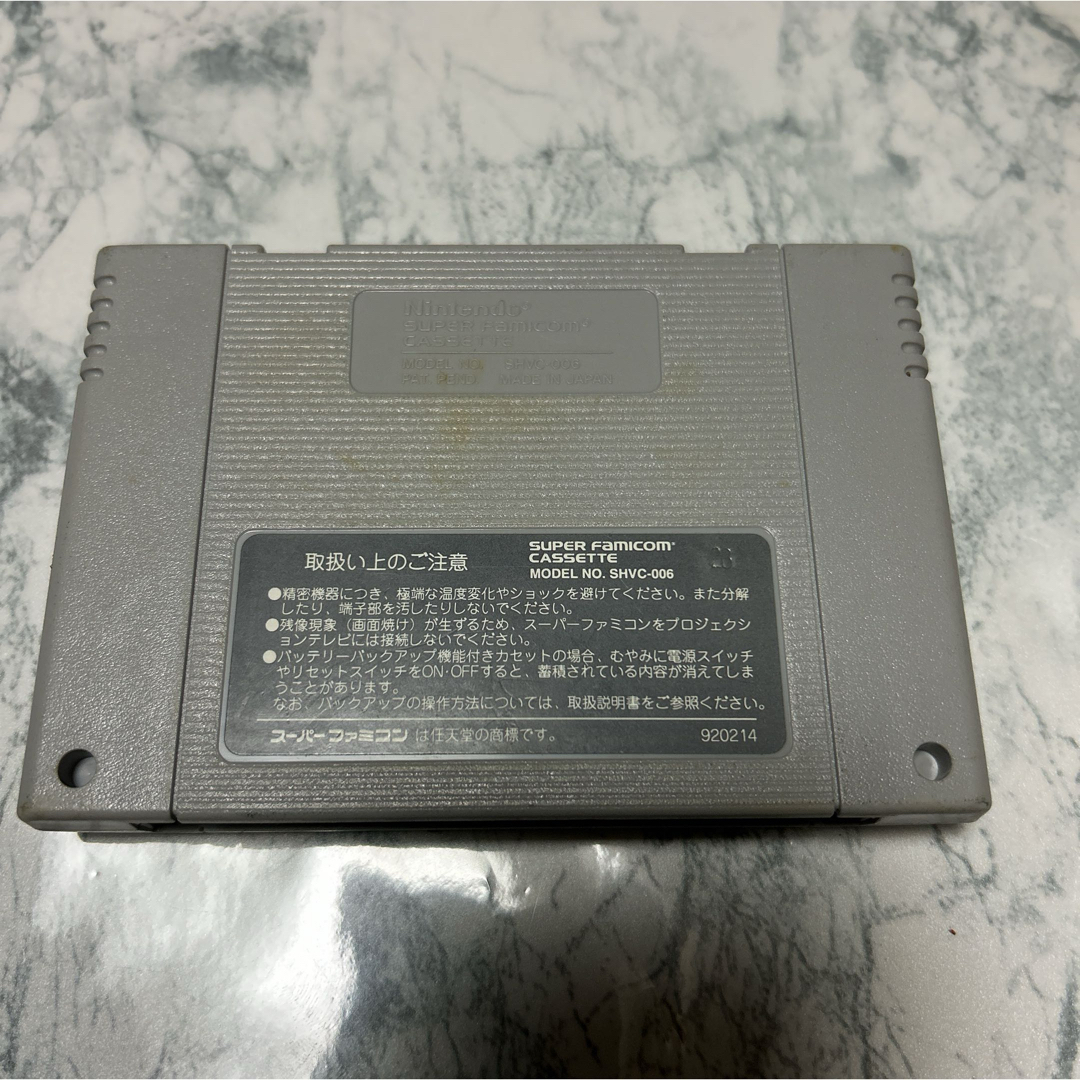 Nintendo®
SUPER FAMICOM®
CASSETTE
MODEL NO. SHVC-006
PAT. PEND. MADE IN JAPAN
取扱い上のご注意
SUPER FAMICOM®
CASSETTE
MODEL NO. SHVC-006
●精密機器につき、極端な温度変化やショックを避けてください。また分解
したり、端子部を汚したりしないでください。
●残像現象（画面焼け）が生ずるため、スーパーファミコンをプロジェクシ
ョンテレビには接続しないでください。
●バッテリーバックアップ機能付きカセットの場合、むやみに電源スイッチ
やリセットスイッチをON・OFFすると、蓄積されている内容が消えてしま
うことがあります。
なお、バックアップの操作方法については、取扱説明書をご参照ください。
スーパーファミコン は任天堂の商標です。 920214